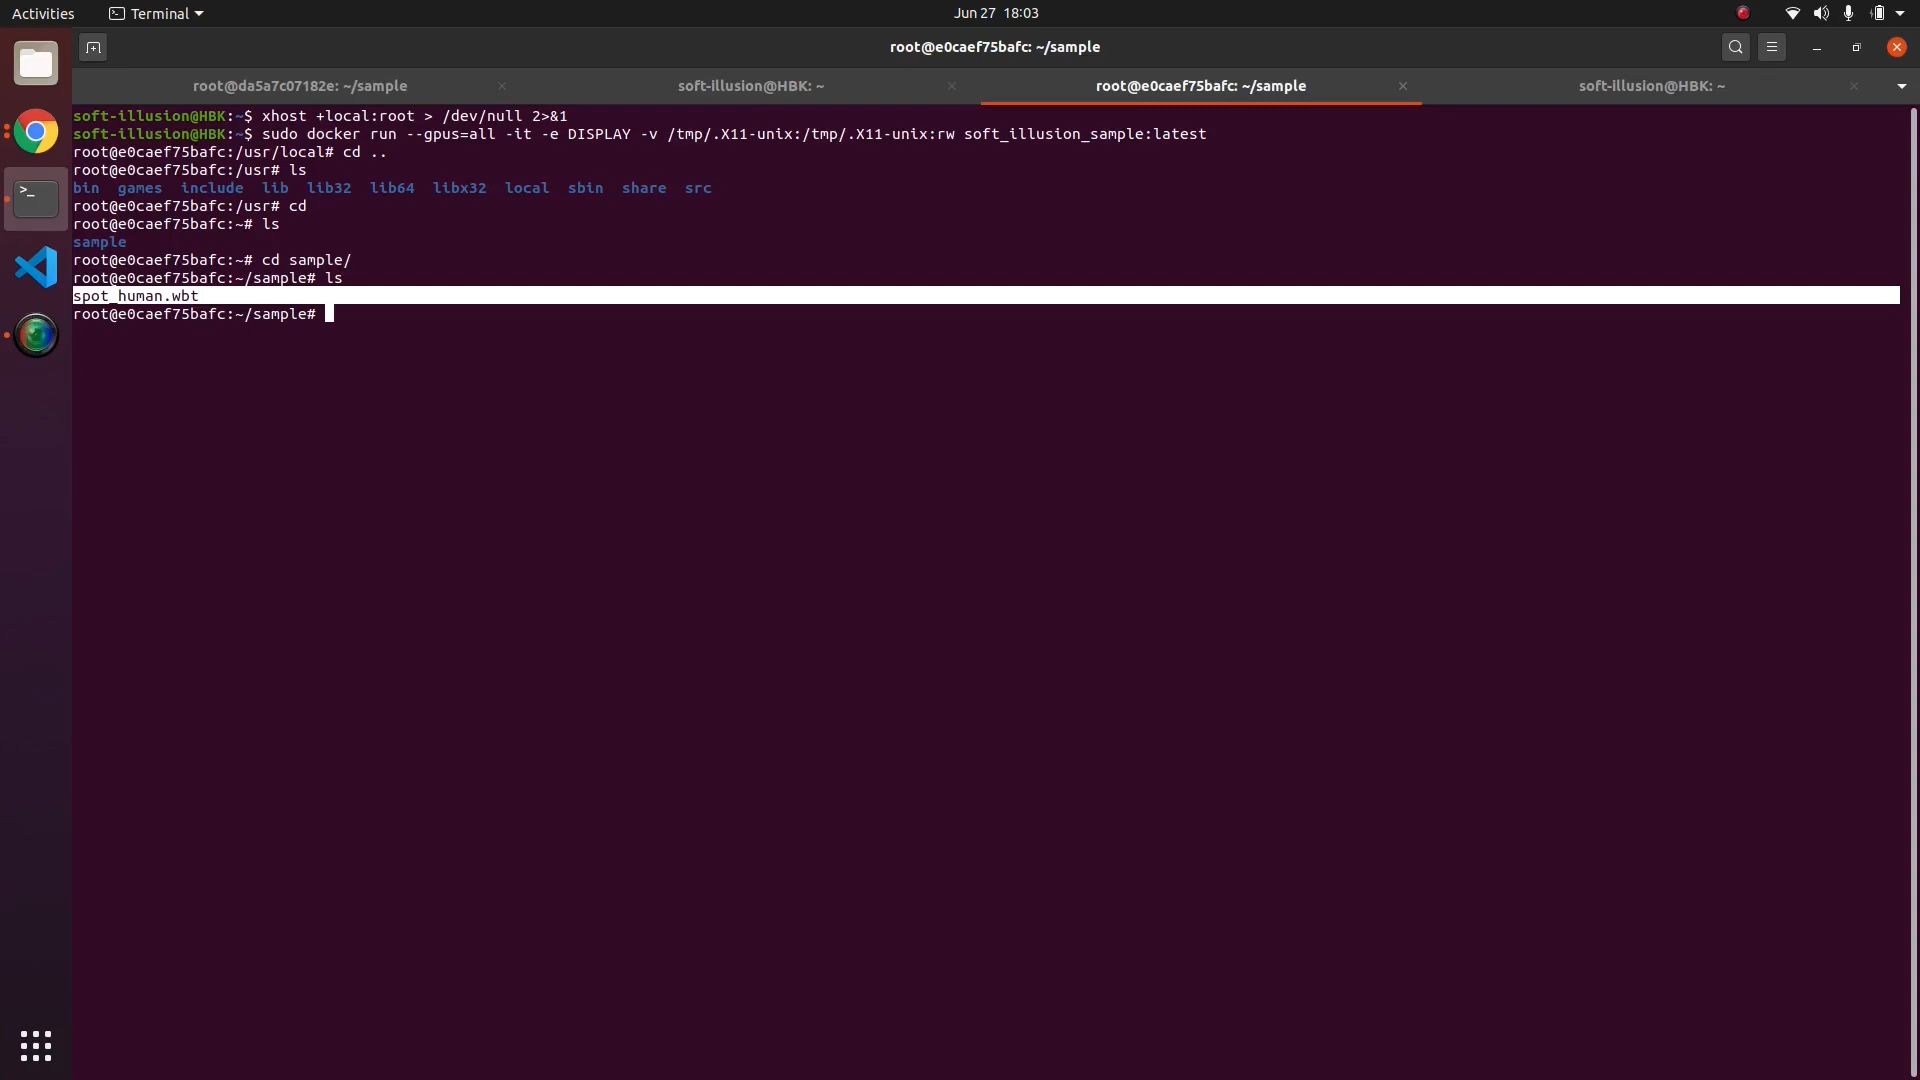 Activities
Terminal
Jun 27 18:03
root@e0caef75bafc: ~/sample
root@da5a7c07182e: ~/sample
soft-illusion@HBK: ~
root@e0caef75bafc: ~/sample
soft-illusion@HBK: ~
soft-illusion@HBK:~$ xhost +local:root > /dev/null 2>&1
soft-illusion@HBK:~$ sudo docker run --gpus=all -it -e DISPLAY -v /tmp/.X11-unix:/tmp/.X11-unix:rw soft_illusion_sample:latest
root@e0caef75bafc:/usr/local# cd ..
root@e0caef75bafc:/usr# ls
bin games include lib lib32 lib64 libx32 local sbin share src
root@e0caef75bafc:/usr# cd
root@e0caef75bafc:~# ls
sample
root@e0caef75bafc:~# cd sample/
root@e0caef75bafc:~/sample# ls
spot_human.wbt
root@e0caef75bafc:~/sample#